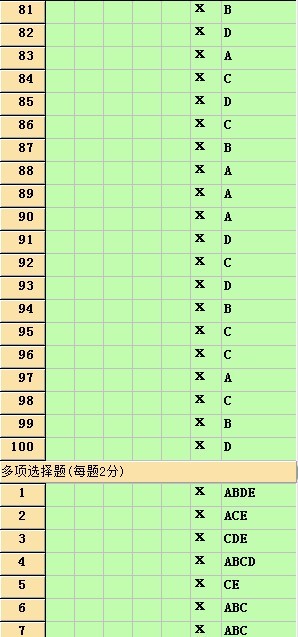 81 X B
82 X D
83 X A
84 X C
85 X D
86 X C
87 X B
88 X A
89 X A
90 X A
91 X D
92 X C
93 X D
94 X B
95 X C
96 X C
97 X A
98 X C
99 X B
100 X D
多项选择题(每题2分)
1 X ABDE
2 X ACE
3 X CDE
4 X ABCD
5 X CE
6 X ABC
7 X ABC